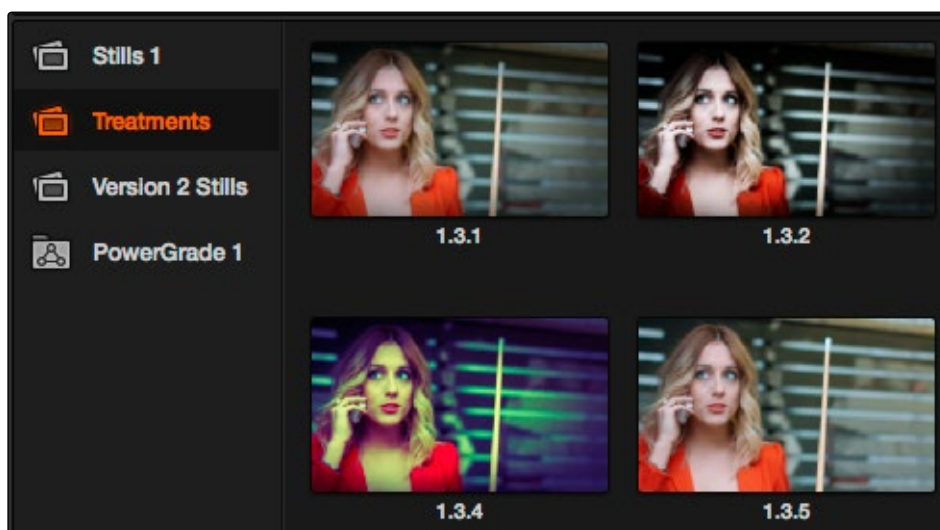 Stills 1
Treatments
Version 2 Stills
PowerGrade 1
1.3.1
1.3.2
1.3.4
1.3.5